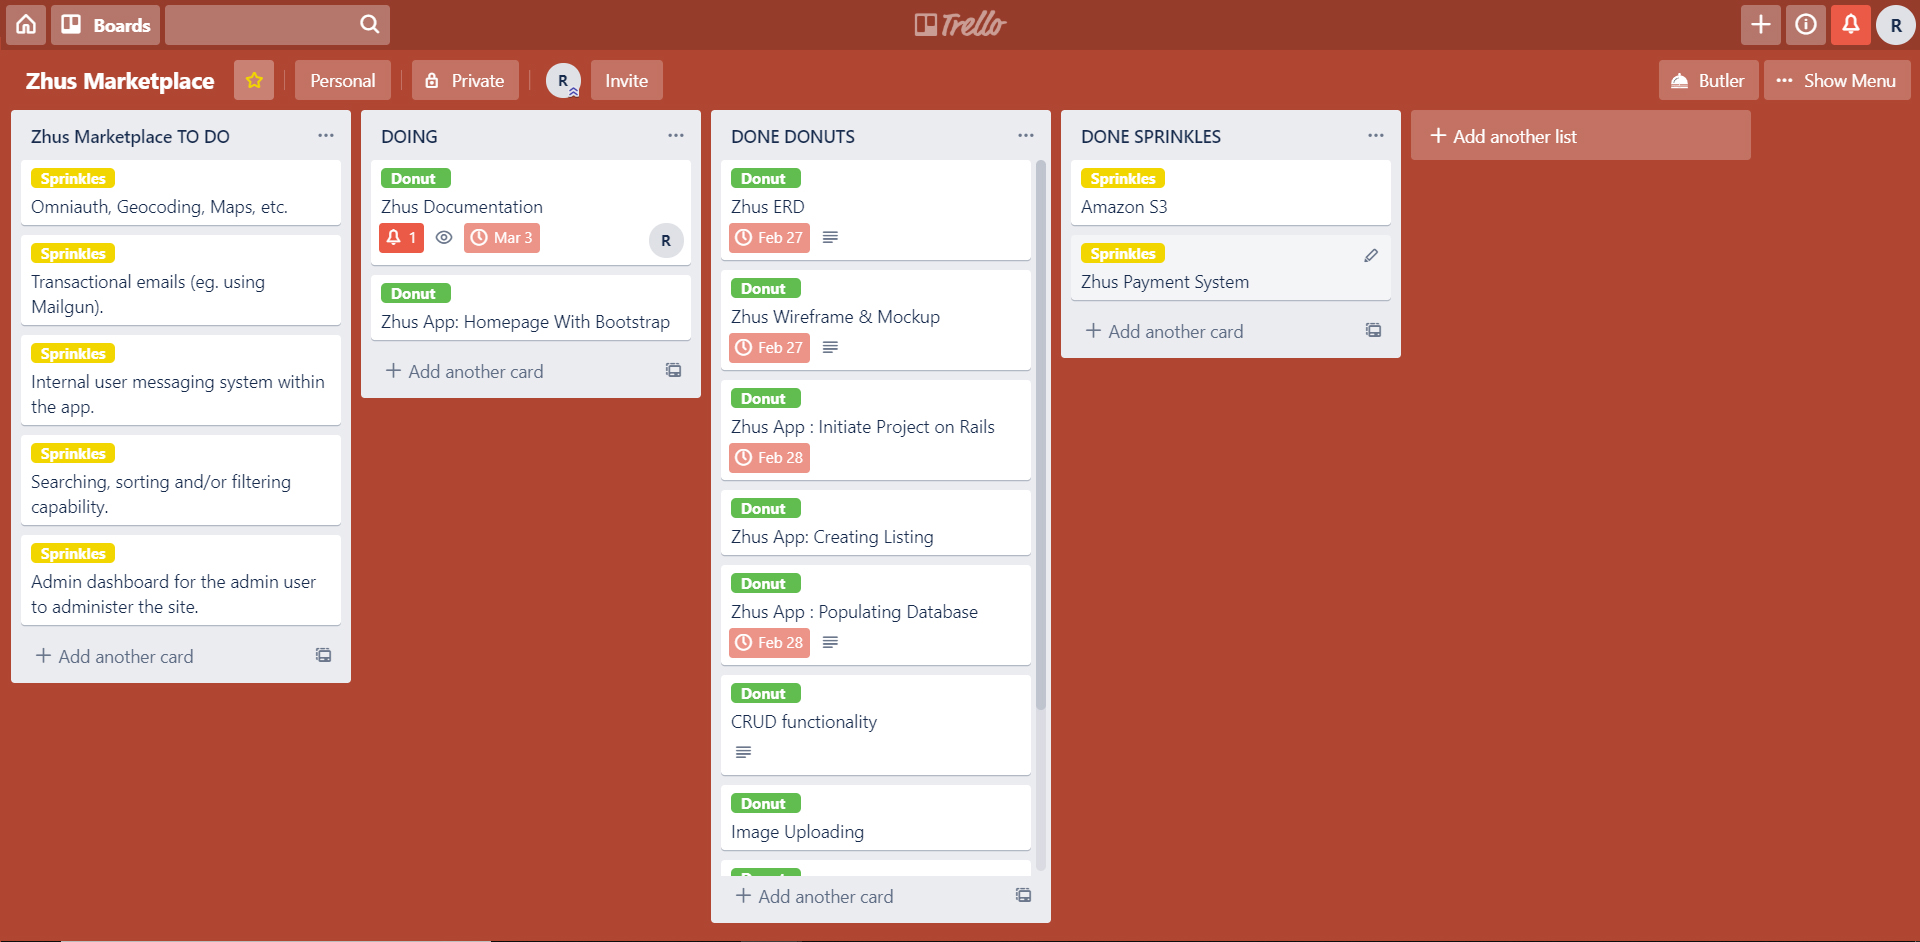 Boards
Trello
R
Zhus Marketplace
Personal
Private
R
Invite
Butler
Show Menu
Zhus Marketplace TO DO
Sprinkles
Omniauth, Geocoding, Maps, etc.
Sprinkles
Transactional emails (eg. using
Mailgun).
Sprinkles
Internal user messaging system within
the app.
Sprinkles
Searching, sorting and/or filtering
capability.
Sprinkles
Admin dashboard for the admin user
to administer the site.
+ Add another card
DOING
Donut
Zhus Documentation
1
Mar 3
R
Donut
Zhus App: Homepage With Bootstrap
+ Add another card
DONE DONUTS
Donut
Zhus ERD
Feb 27
Donut
Zhus Wireframe & Mockup
Feb 27
Donut
Zhus App : Initiate Project on Rails
Feb 28
Donut
Zhus App: Creating Listing
Donut
Zhus App : Populating Database
Feb 28
Donut
CRUD functionality
Donut
Image Uploading
Donut
+ Add another card
DONE SPRINKLES
Sprinkles
Amazon S3
Sprinkles
Zhus Payment System
+ Add another card
+ Add another list